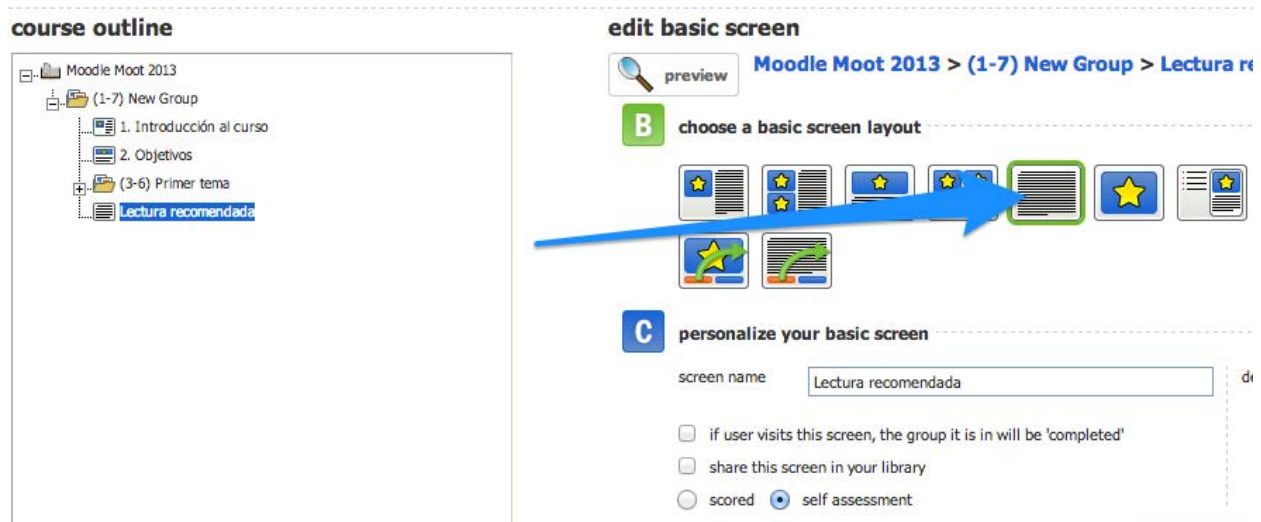 course outline
Moodle Moot 2013
(1-7) New Group
1. Introducción al curso
2. Objetivos
(3-6) Primer tema
Lectura recomendada
edit basic screen
preview
Moodle Moot 2013 > (1-7) New Group > Lectura re
B
choose a basic screen layout
C
personalize your basic screen
screen name
Lectura recomendada
de
if user visits this screen, the group it is in will be 'completed'
share this screen in your library
scored
self assessment